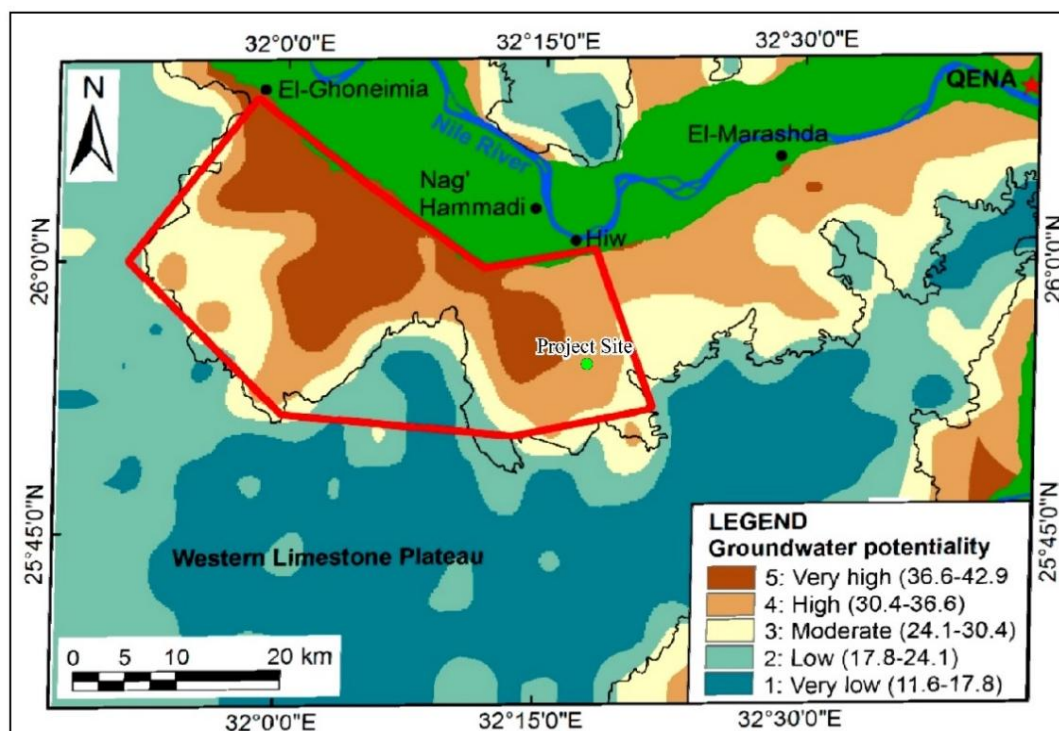 32°0'0"E 32°15'0"E 32°30'0"E
N
El-Ghoneimia
QENA
Nile River
El-Marashda
Nag'
Hammadi
Hiw
26°0'0"N
26°0'0"N
Project Site
25°45'0"N
25°45'0"N
Western Limestone Plateau
LEGEND
Groundwater potentiality
5: Very high (36.6-42.9
4: High (30.4-36.6)
3: Moderate (24.1-30.4)
2: Low (17.8-24.1)
1: Very low (11.6-17.8)
0 5 10 20 km
32°0'0"E 32°15'0"E 32°30'0"E